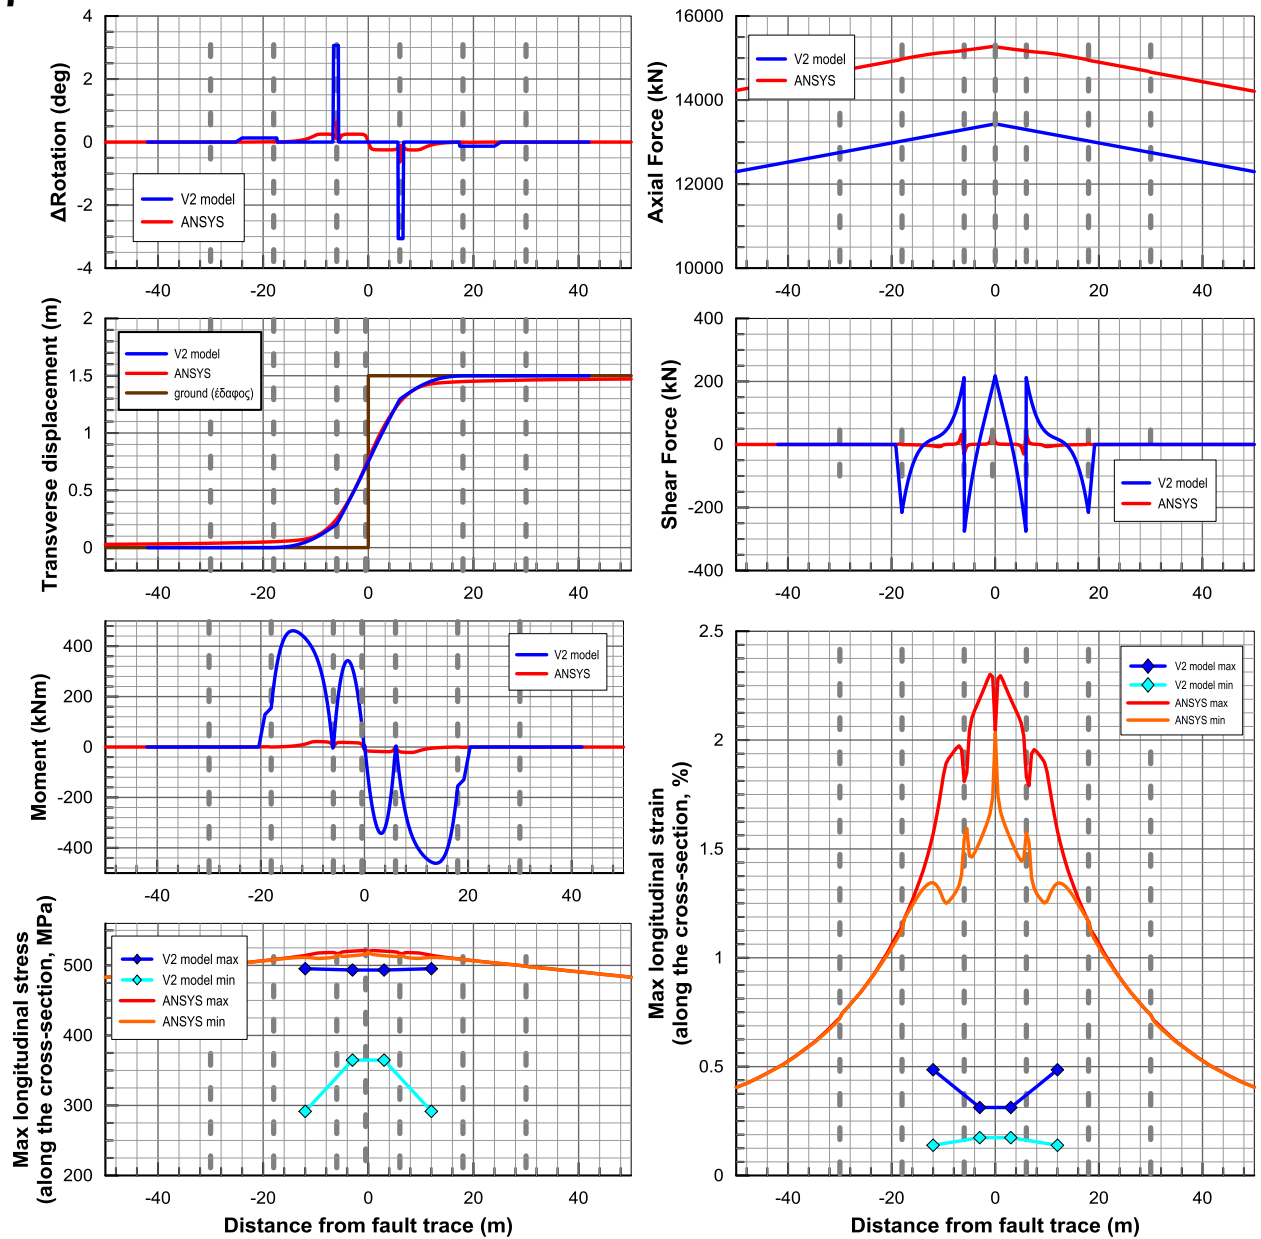 ΔRotation (deg)
4
2
0
-2
-4
V2 model
ANSYS
-40 -20 0 20 40
Axial Force (kN)
16000
14000
12000
10000
V2 model
ANSYS
-40 -20 0 20 40
Transverse displacement (m)
2
1.5
1
0.5
0
V2 model
ANSYS
ground (έδαφος)
-40 -20 0 20 40
Shear Force (kN)
400
200
0
-200
-400
V2 model
ANSYS
-40 -20 0 20 40
Moment (kNm)
400
200
0
-200
-400
V2 model
ANSYS
-40 -20 0 20 40
Max longitudinal stress
(along the cross-section, MPa)
500
400
300
200
V2 model max
V2 model min
ANSYS max
ANSYS min
-40 -20 0 20 40
Distance from fault trace (m)
Max longitudinal strain
(along the cross-section, %)
2.5
2
1.5
1
0.5
0
V2 model max
V2 model min
ANSYS max
ANSYS min
-40 -20 0 20 40
Distance from fault trace (m)